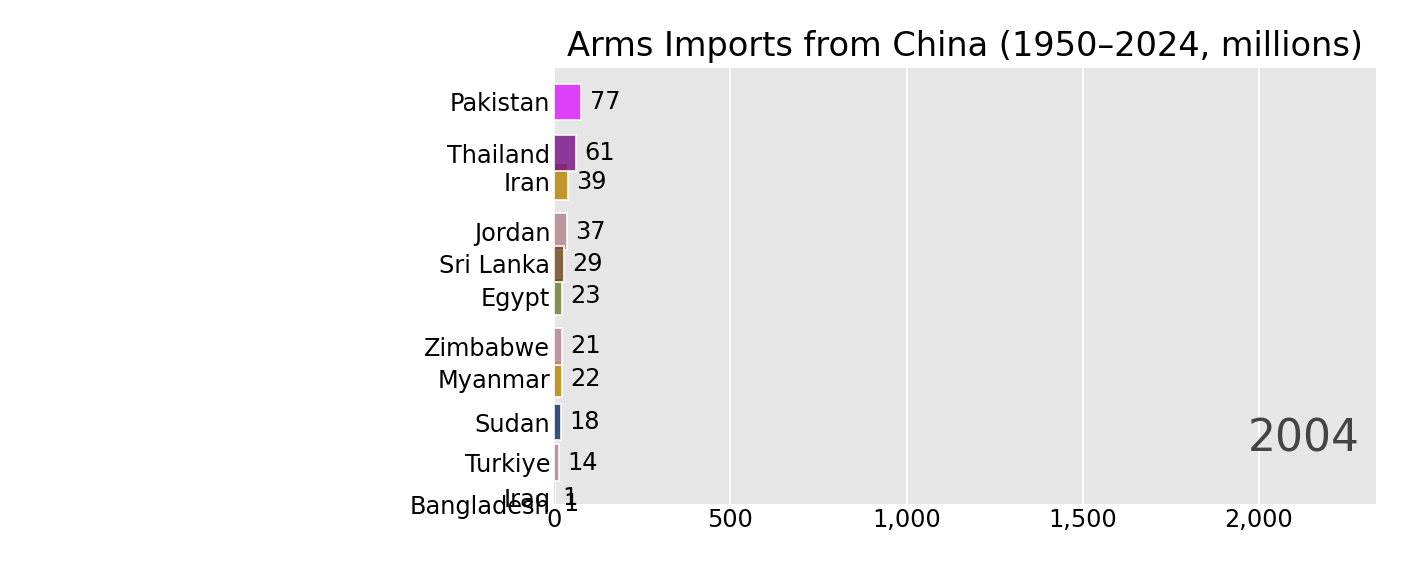 Arms Imports from China (1950–2024, millions)
Pakistan 77
Thailand 61
Iran 39
Jordan 37
Sri Lanka 29
Egypt 23
Zimbabwe 21
Myanmar 22
Sudan 18
2004
Turkiye 14
Iraq 1
Bangladesh 1
0 500 1,000 1,500 2,000